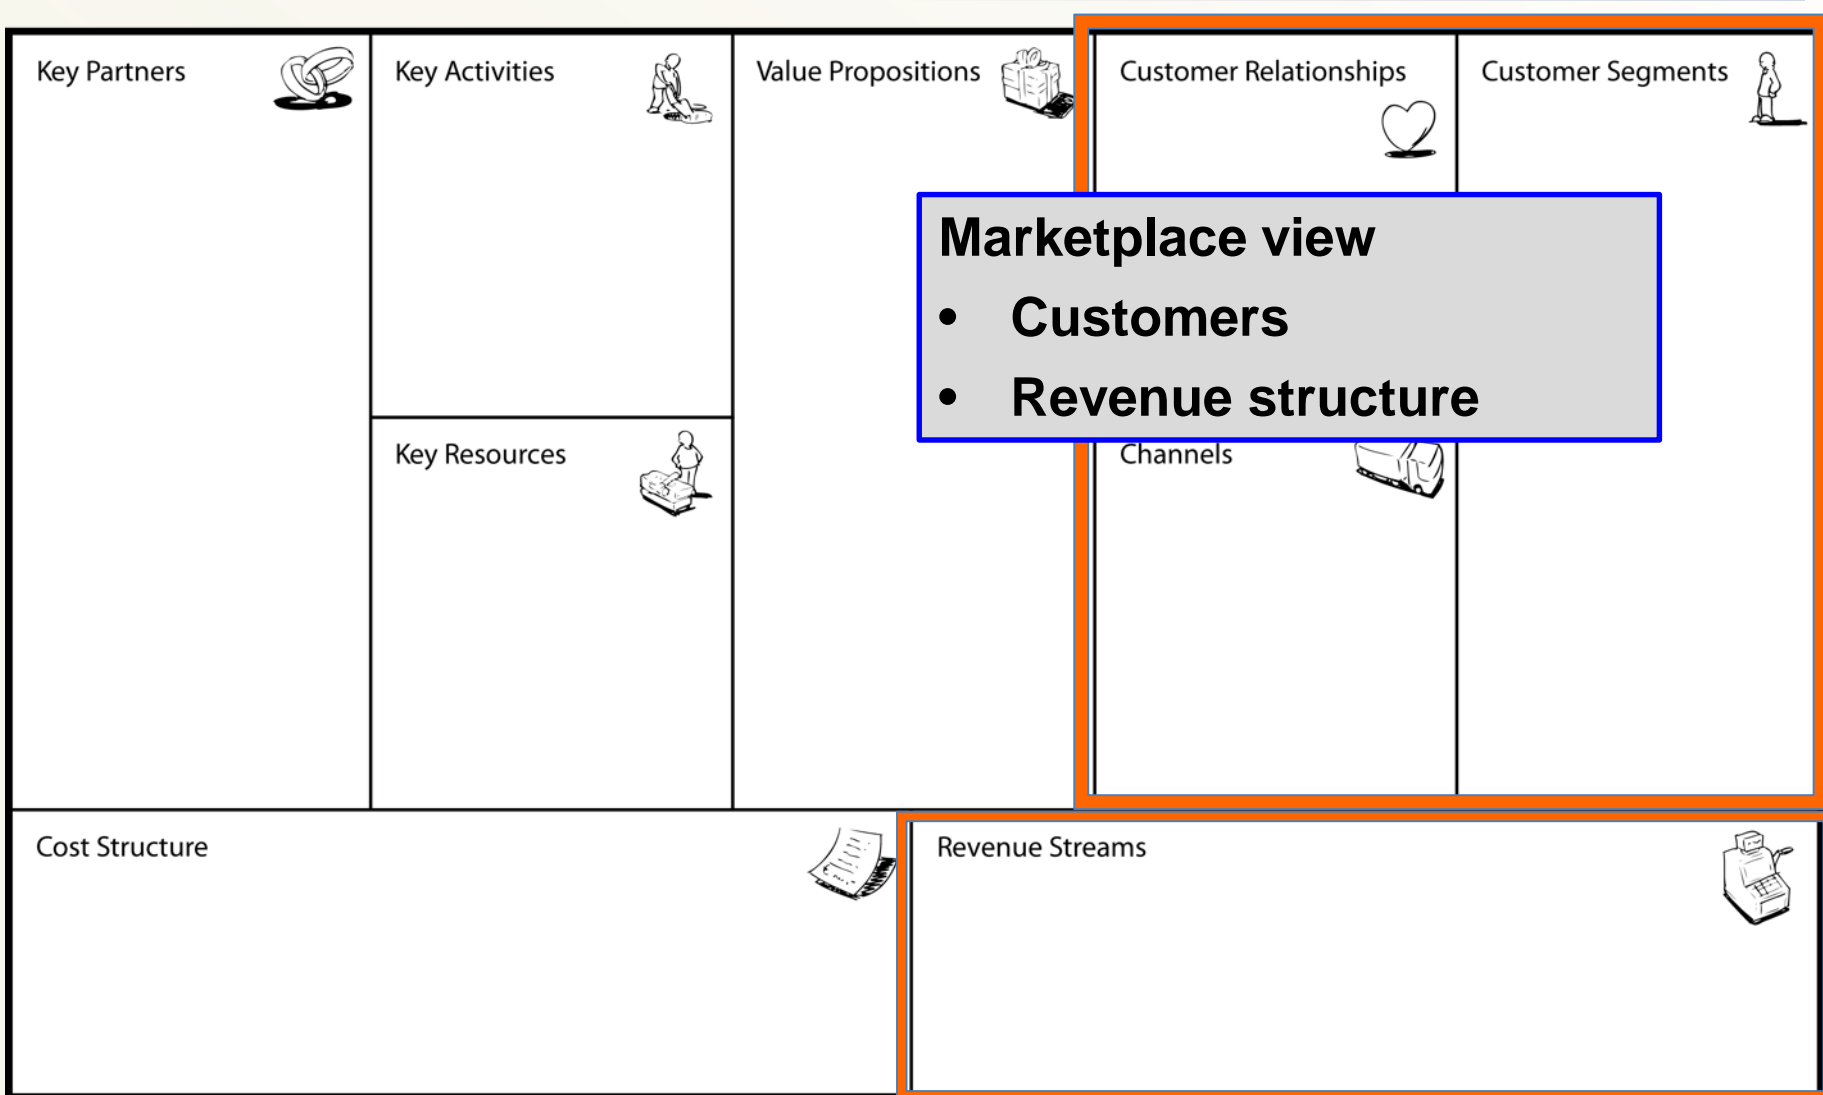 Key Partners
Key Activities
Value Propositions
Customer Relationships
Customer Segments
Marketplace view
• Customers
• Revenue structure
Key Resources
Channels
Cost Structure
Revenue Streams